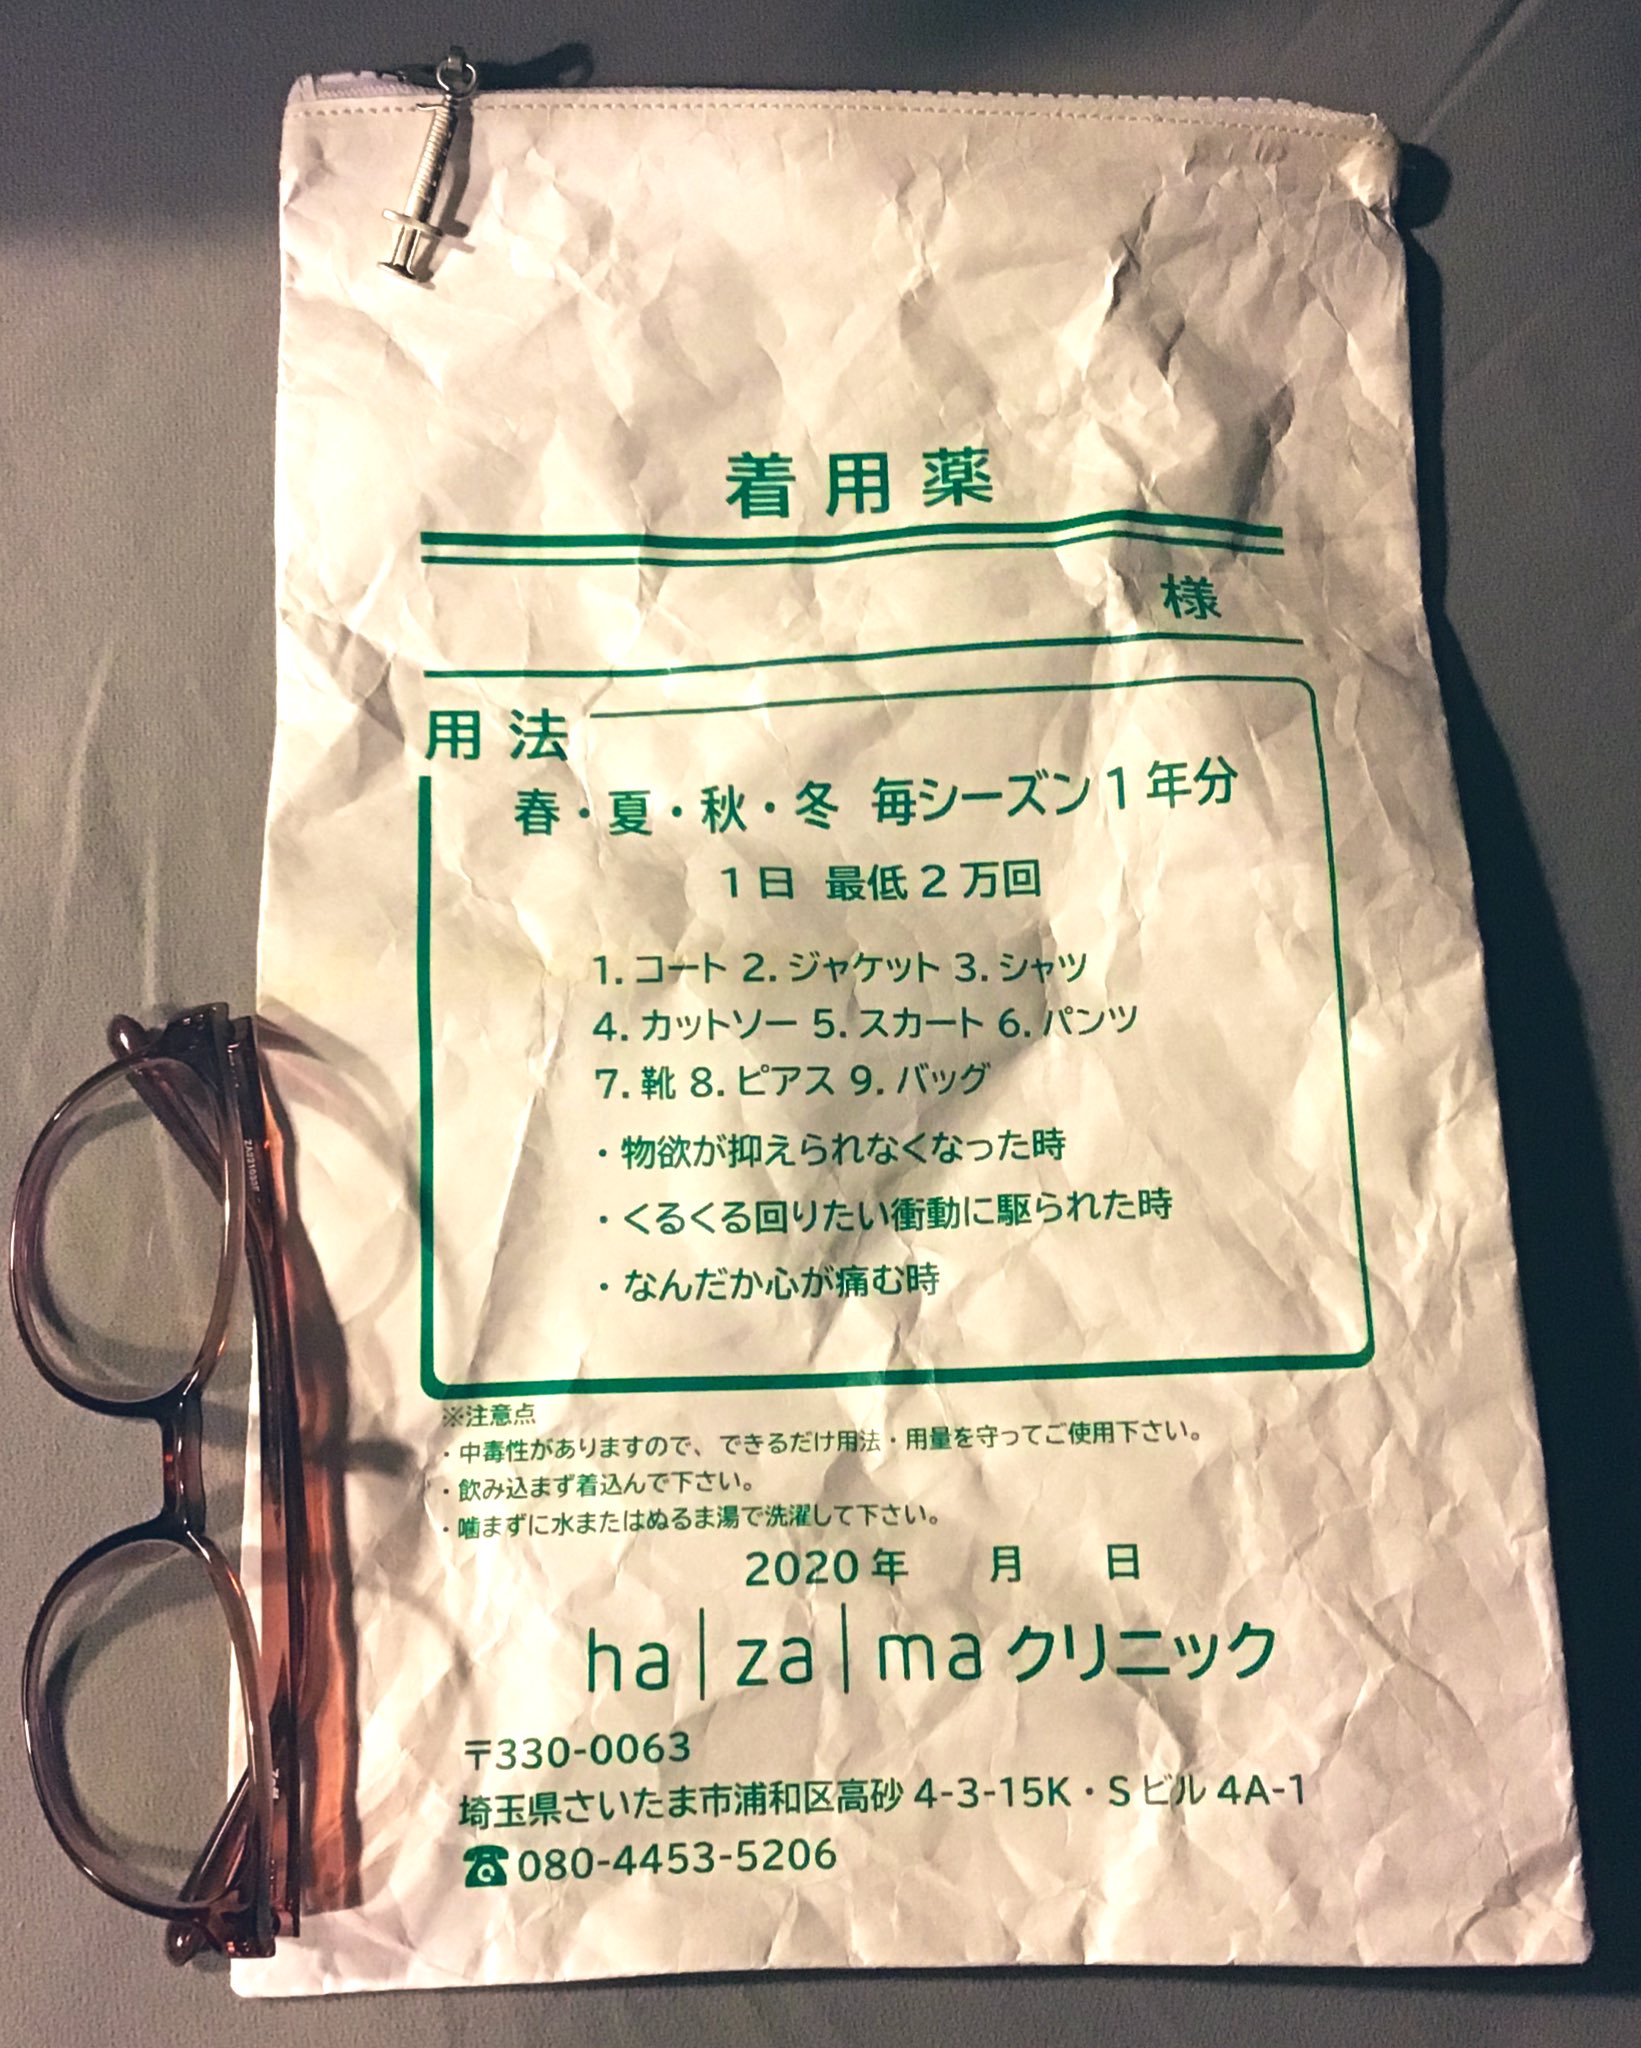 着用薬
様
用法
春・夏・秋・冬 毎シーズン1年分
1日 最低2万回
1. コート 2. ジャケット 3. シャツ
4. カットソー 5. スカート 6. パンツ
7. 靴 8. ピアス 9. バッグ
・物欲が抑えられなくなった時
・くるくる回りたい衝動に駆られた時
・なんだか心が痛む時
※注意点
・中毒性がありますので、できるだけ用法・用量を守ってご使用下さい。
・飲み込まず着込んで下さい。
・噛まずに水またはぬるま湯で洗濯して下さい。
2020年 月 日
ha|za|maクリニック
〒330-0063
埼玉県さいたま市浦和区高砂4-3-15K・Sビル4A-1
☎080-4453-5206